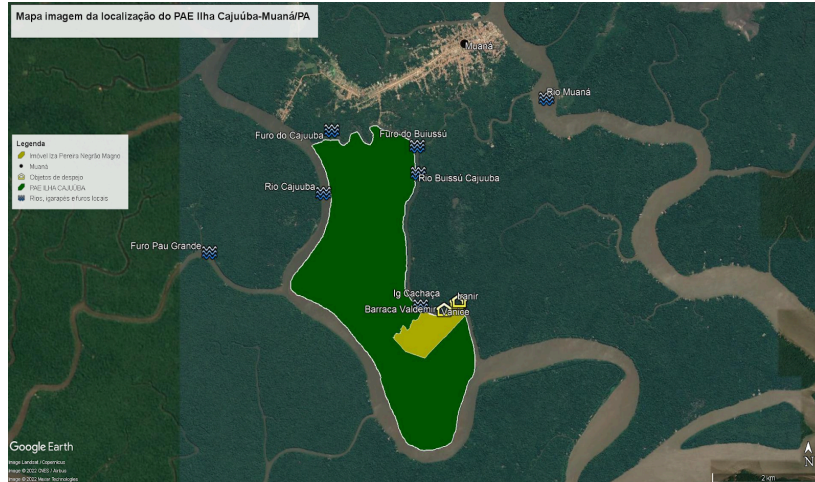 Mapa imagem da localização do PAE Ilha Cajuúba-Muaná/PA
Muaná
Rio Muaná
Furo do Cajuuba
Furo do Buiussú
Legenda
Imóvel Iza Pereira Negrão Magno
Muaná
Objetos de despejo
PAE ILHA CAJUÚBA
Rios, igarapés e furos locais
Rio Cajuuba
Rio Buissú Cajuuba
Furo Pau Grande
Ig Cachaça
Iranir
Barraca Valdemir
Vanice
Google Earth
Image Landsat / Copernicus
Image © 2022 CNES / Airbus
Image © 2022 Maxar Technologies
N
2 km